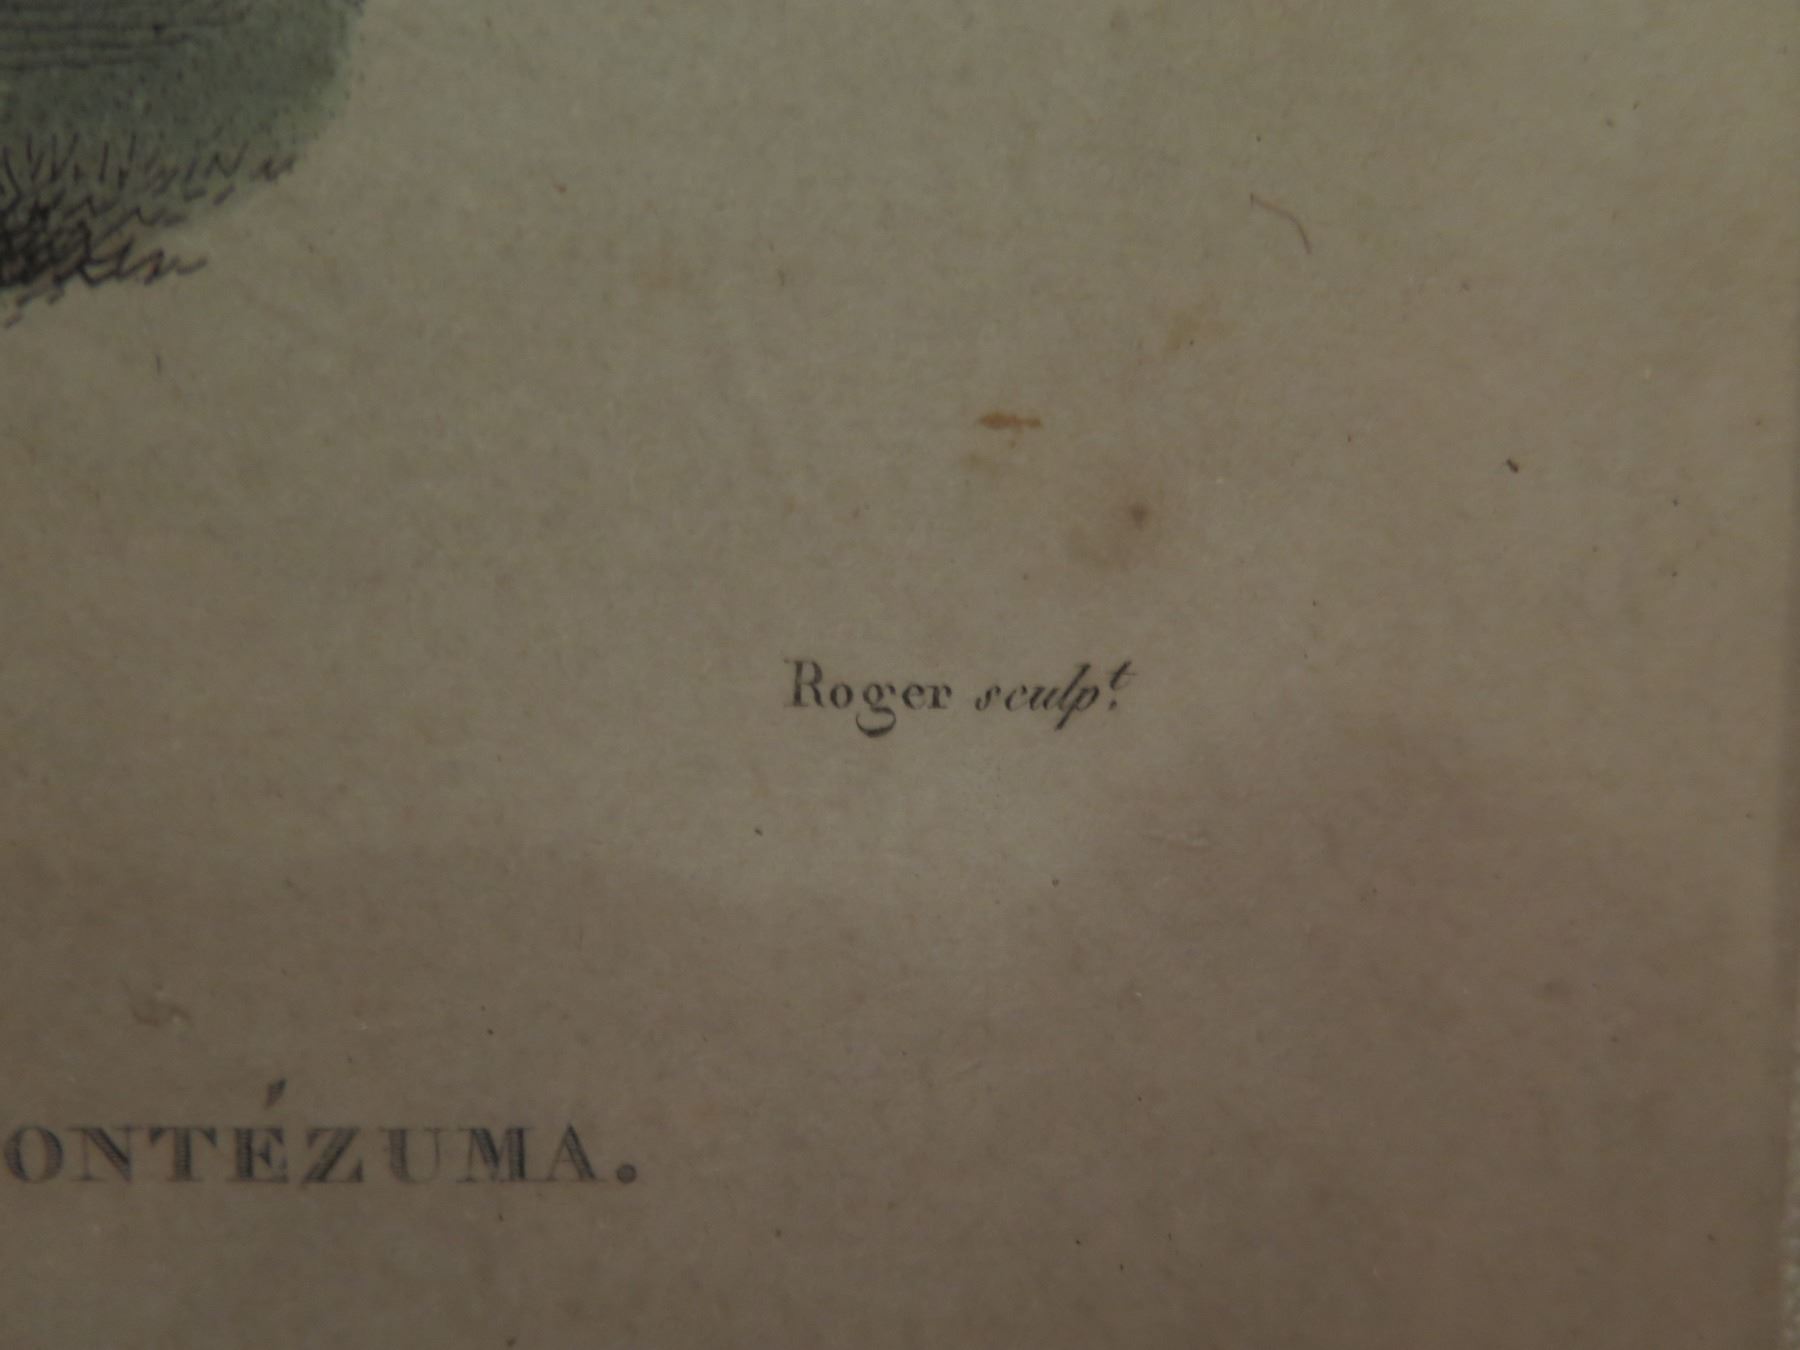 Roger sculpt.
ONTÉZUMA.